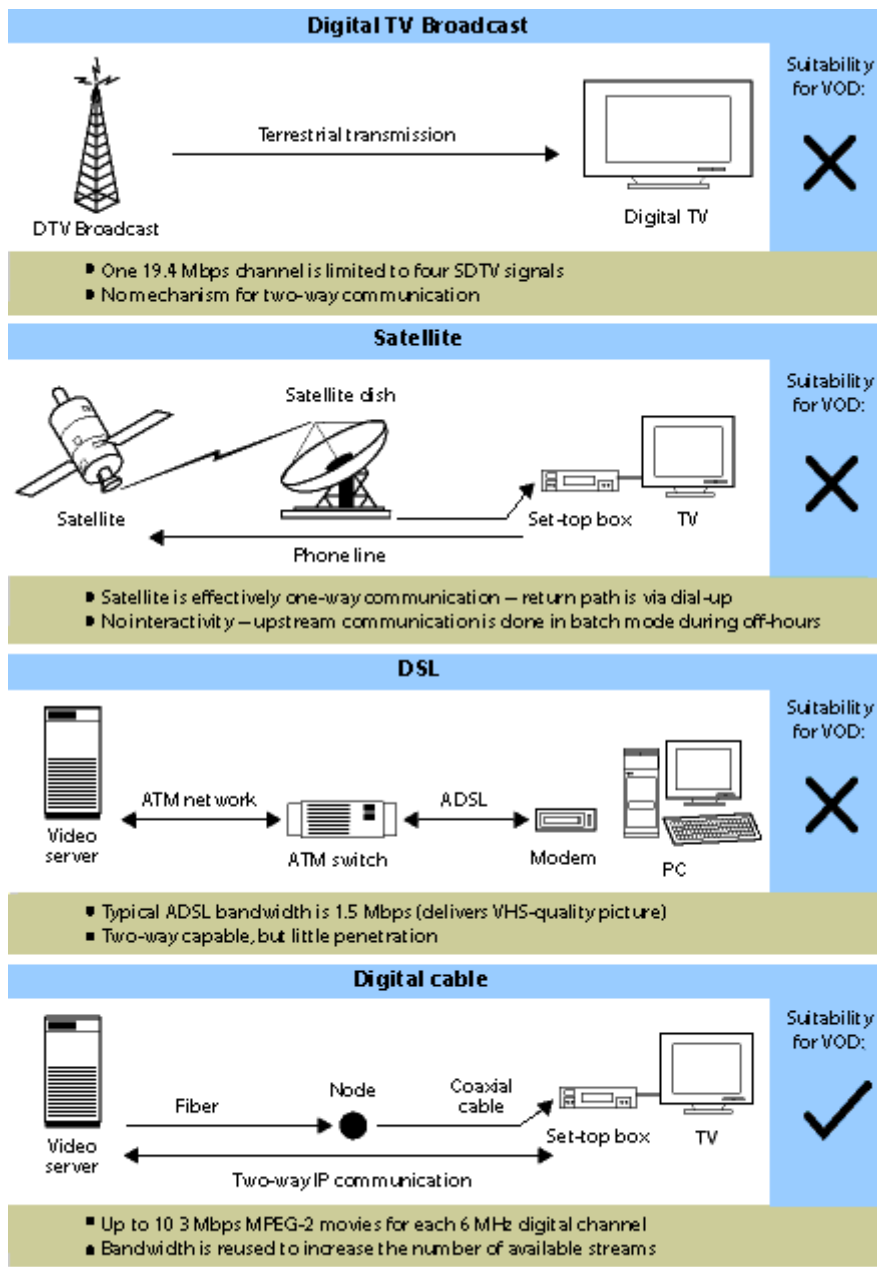 Digital TV Broadcast
Suitability
for VOD:
Terrestrial transmission
DTV Broadcast
Digital TV
One 19.4 Mbps channel is limited to four SDTV signals
No mechanism for two-way communication
Satellite
Suitability
for VOD:
Satellite dish
Satellite
Set-top box
TV
Phone line
Satellite is effectively one-way communication – return path is via dial-up
No interactivity – upstream communication is done in batch mode during off-hours
DSL
Suitability
for VOD:
ATM network
ADSL
Video
server
ATM switch
Modem
PC
Typical ADSL bandwidth is 1.5 Mbps (delivers VHS-quality picture)
Two-way capable, but little penetration
Digital cable
Suitability
for VOD:
Fiber
Node
Coaxial
cable
Video
server
Set-top box
TV
Two-way IP communication
Up to 10 3 Mbps MPEG-2 movies for each 6 MHz digital channel
Bandwidth is reused to increase the number of available streams